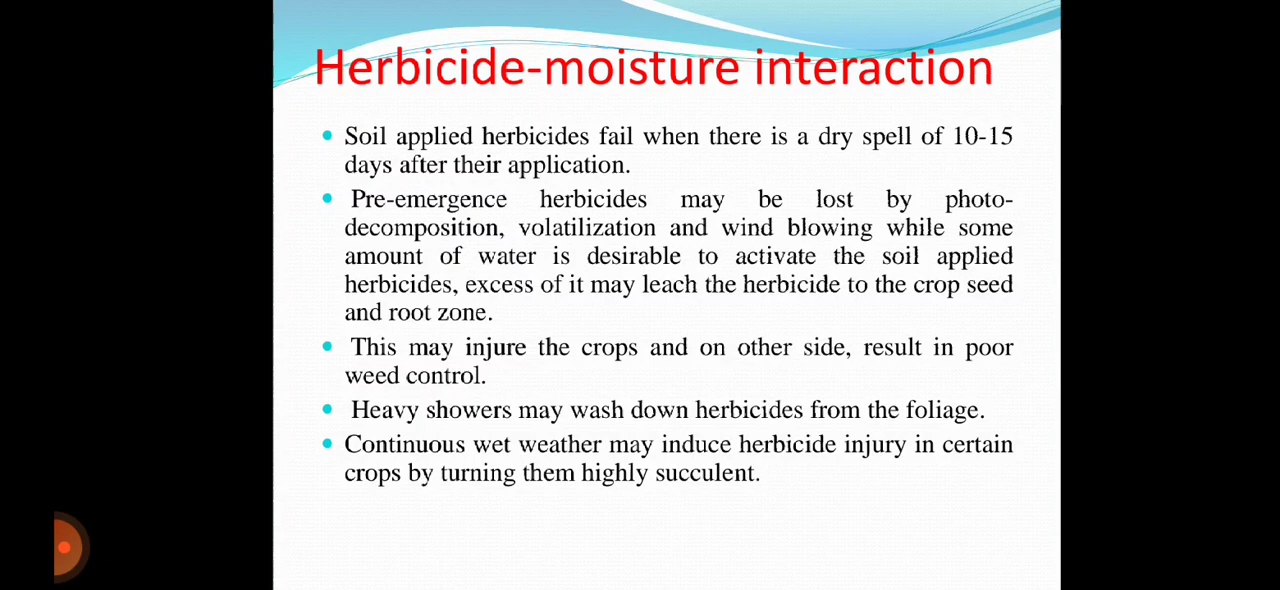 Herbicide-moisture interaction
• Soil applied herbicides fail when there is a dry spell of 10-15
days after their application.
• Pre-emergence herbicides may be lost by photo-
decomposition, volatilization and wind blowing while some
amount of water is desirable to activate the soil applied
herbicides, excess of it may leach the herbicide to the crop seed
and root zone.
• This may injure the crops and on other side, result in poor
weed control.
• Heavy showers may wash down herbicides from the foliage.
• Continuous wet weather may induce herbicide injury in certain
crops by turning them highly succulent.